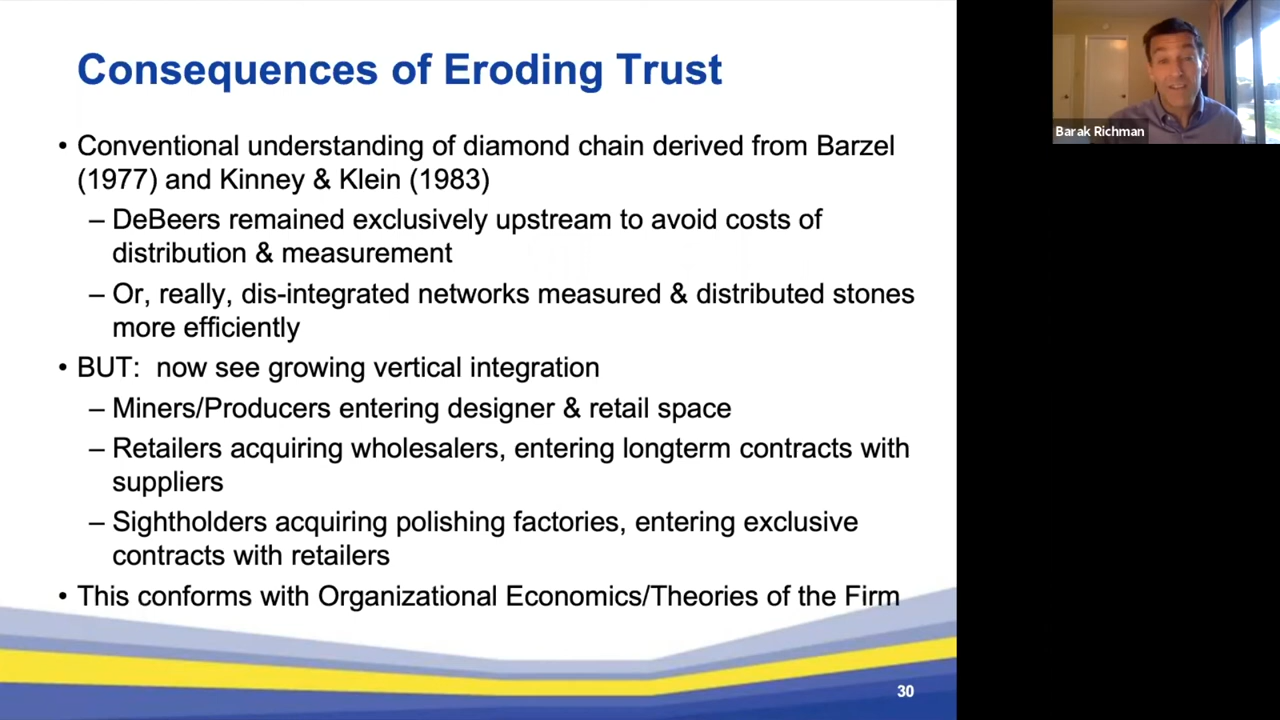 Consequences of Eroding Trust
• Conventional understanding of diamond chain derived from Barzel
(1977) and Kinney & Klein (1983)
– DeBeers remained exclusively upstream to avoid costs of
distribution & measurement
– Or, really, dis-integrated networks measured & distributed stones
more efficiently
• BUT:  now see growing vertical integration
– Miners/Producers entering designer & retail space
– Retailers acquiring wholesalers, entering longterm contracts with
suppliers
– Sightholders acquiring polishing factories, entering exclusive
contracts with retailers
• This conforms with Organizational Economics/Theories of the Firm
30
Barak Richman